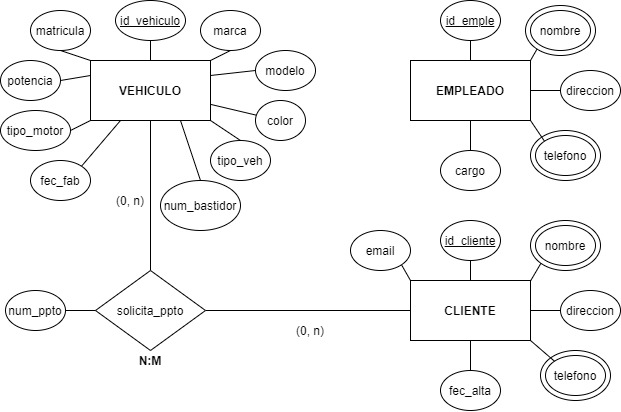 id_vehiculo
matricula
marca
potencia
VEHICULO
modelo
tipo_motor
color
fec_fab
tipo_veh
num_bastidor
(0, n)
id_emple
nombre
EMPLEADO
direccion
cargo
telefono
num_ppto
solicita_ppto
N:M
(0, n)
email
id_cliente
nombre
CLIENTE
direccion
fec_alta
telefono